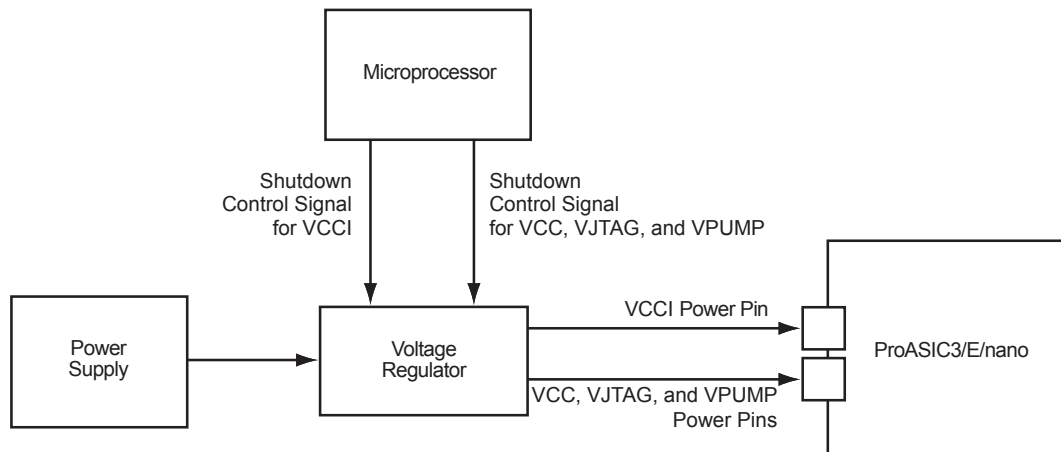 Microprocessor
Shutdown
Control Signal
for VCCI
Shutdown
Control Signal
for VCC, VJTAG, and VPUMP
Power
Supply
Voltage
Regulator
VCCI Power Pin
VCC, VJTAG, and VPUMP
Power Pins
ProASIC3/E/nano